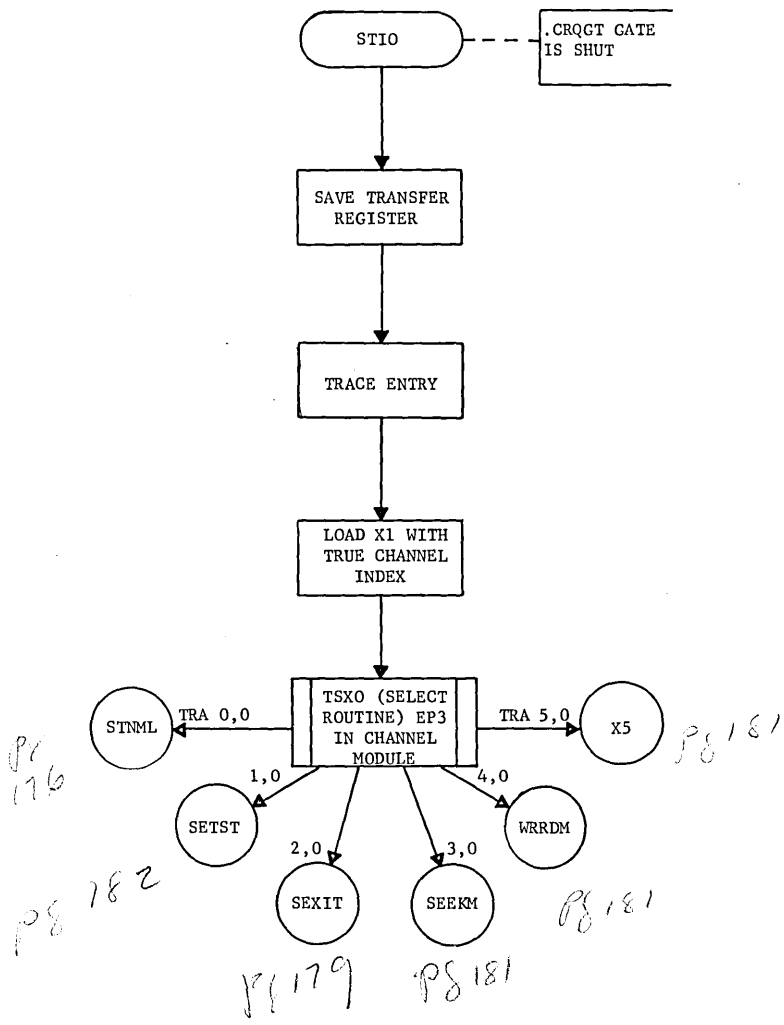 STIO
.CRQGT GATE
IS SHUT
SAVE TRANSFER
REGISTER
TRACE ENTRY
LOAD X1 WITH
TRUE CHANNEL
INDEX
STNML
TRA 0,0
TSXO (SELECT
ROUTINE) EP3
IN CHANNEL
MODULE
TRA 5,0
X5
pg 181
pg
176
1,0
4,0
SETST
WRRDM
2,0
3,0
SEXIT
SEEKM
pg 182
pg 181
pg 179
pg 181